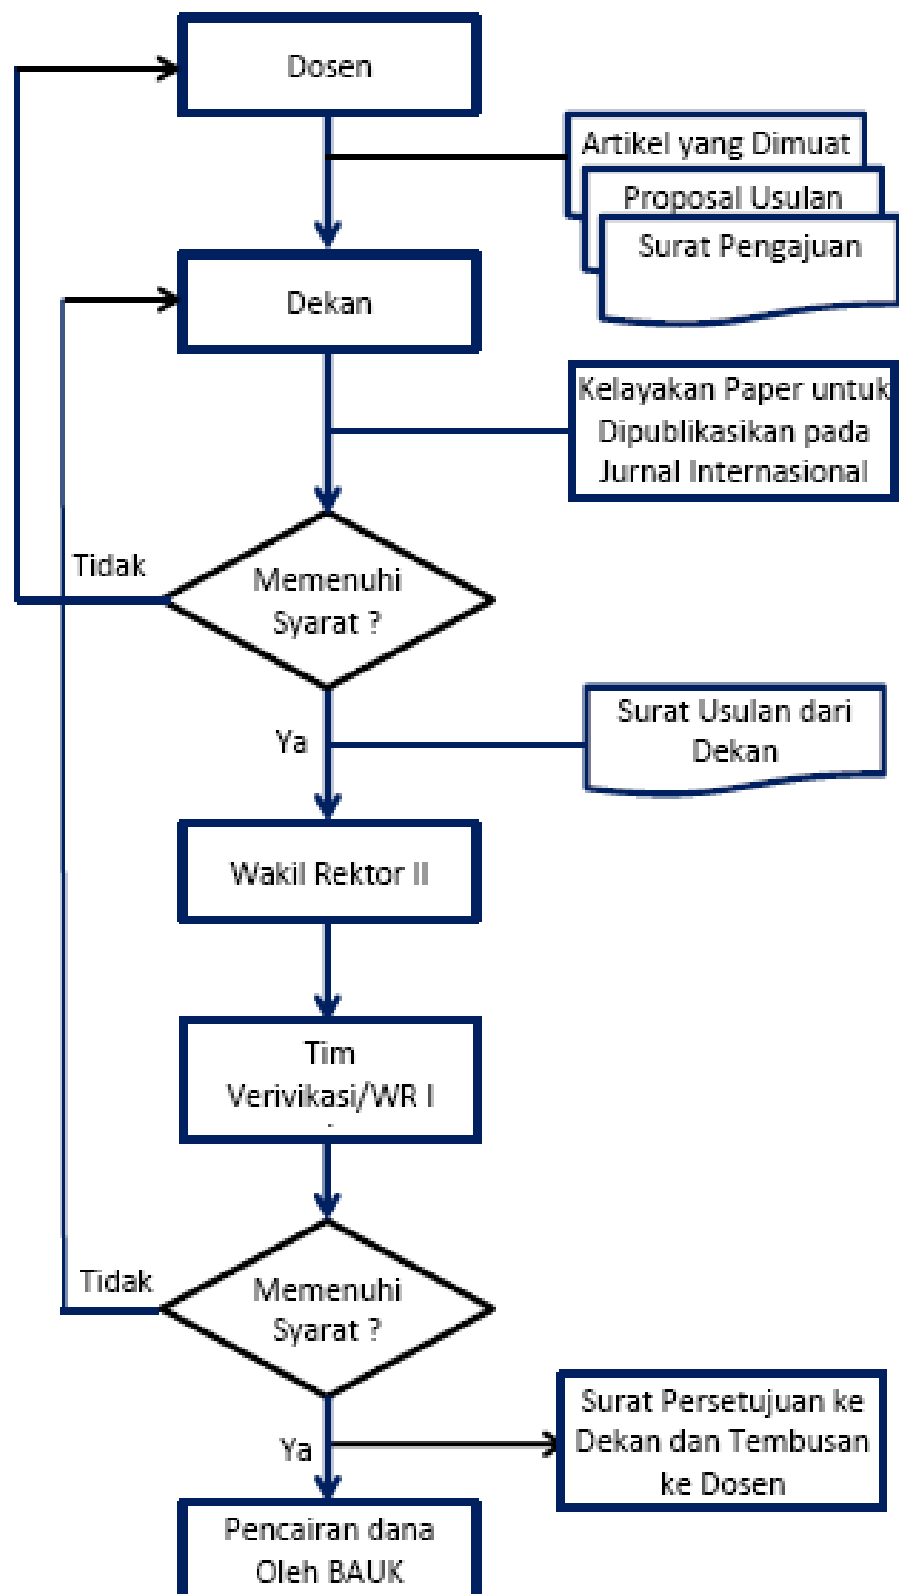 Dosen
Artikel yang Dimuat
Proposal Usulan
Surat Pengajuan
Dekan
Kelayakan Paper untuk
Dipublikasikan pada
Jurnal Internasional
Tidak
Memenuhi
Syarat ?
Surat Usulan dari
Dekan
Ya
Wakil Rektor II
Tim
Verivikasi/WR I
Tidak
Memenuhi
Syarat ?
Surat Persetujuan ke
Dekan dan Tembusan
ke Dosen
Ya
Pencairan dana
Oleh BAUK